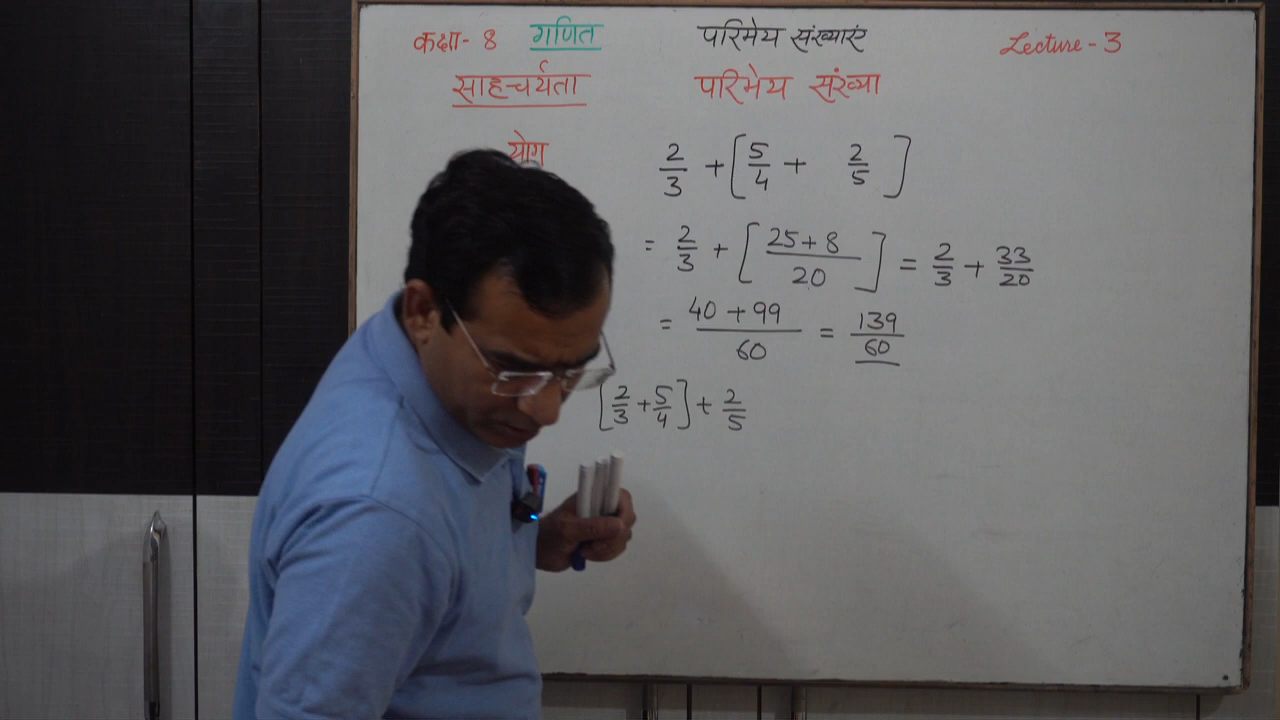 कक्षा- 8 गणित परिमेय संख्याएं Lecture - 3
साहचर्यता परिमेय संख्या
योग
2/3 + [5/4 + 2/5]
= 2/3 + [25+8/20] = 2/3 + 33/20
= 40+99/60 = 139/60
[2/3+5/4]+ 2/5